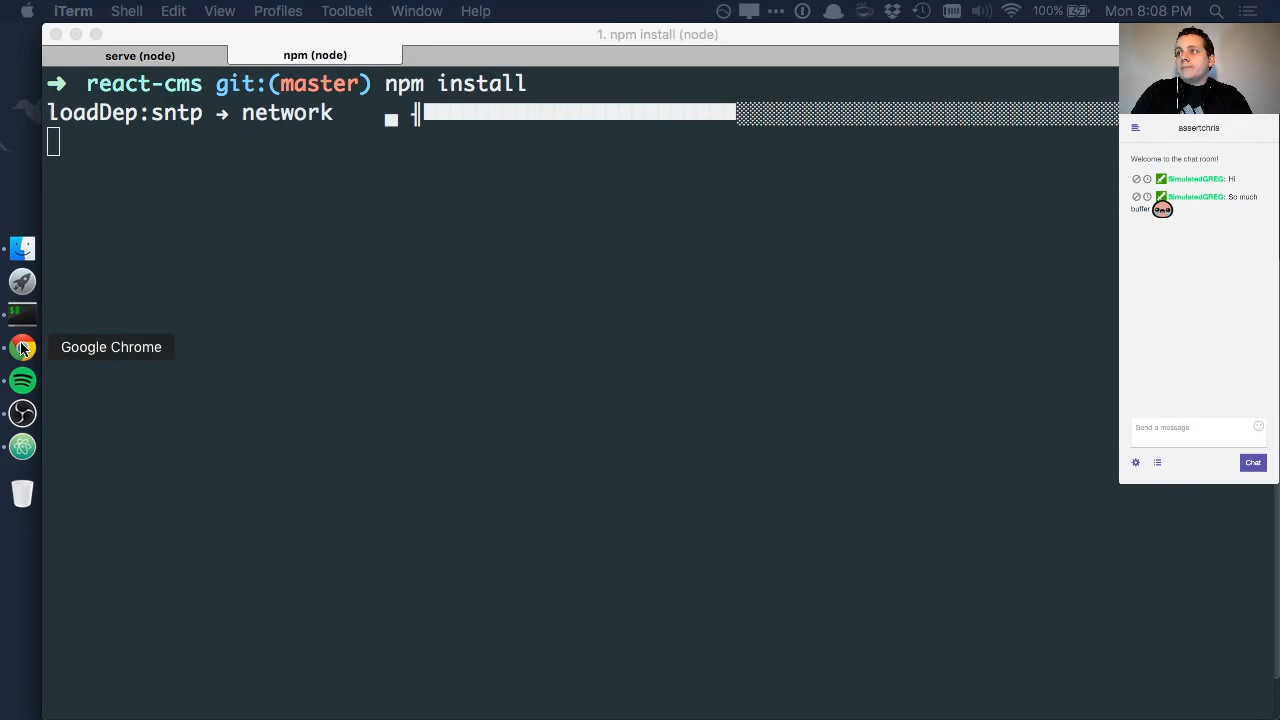 iTerm Shell Edit View Profiles Toolbelt Window Help 100% Mon 8:08 PM
1. npm install (node)
serve (node) npm (node)
➜ react-cms git:(master) npm install
loadDep:sntp → network
Google Chrome
assertchris
Welcome to the chat room!
SimulatedGREG: Hi
SimulatedGREG: So much
buffer
Send a message
Chat